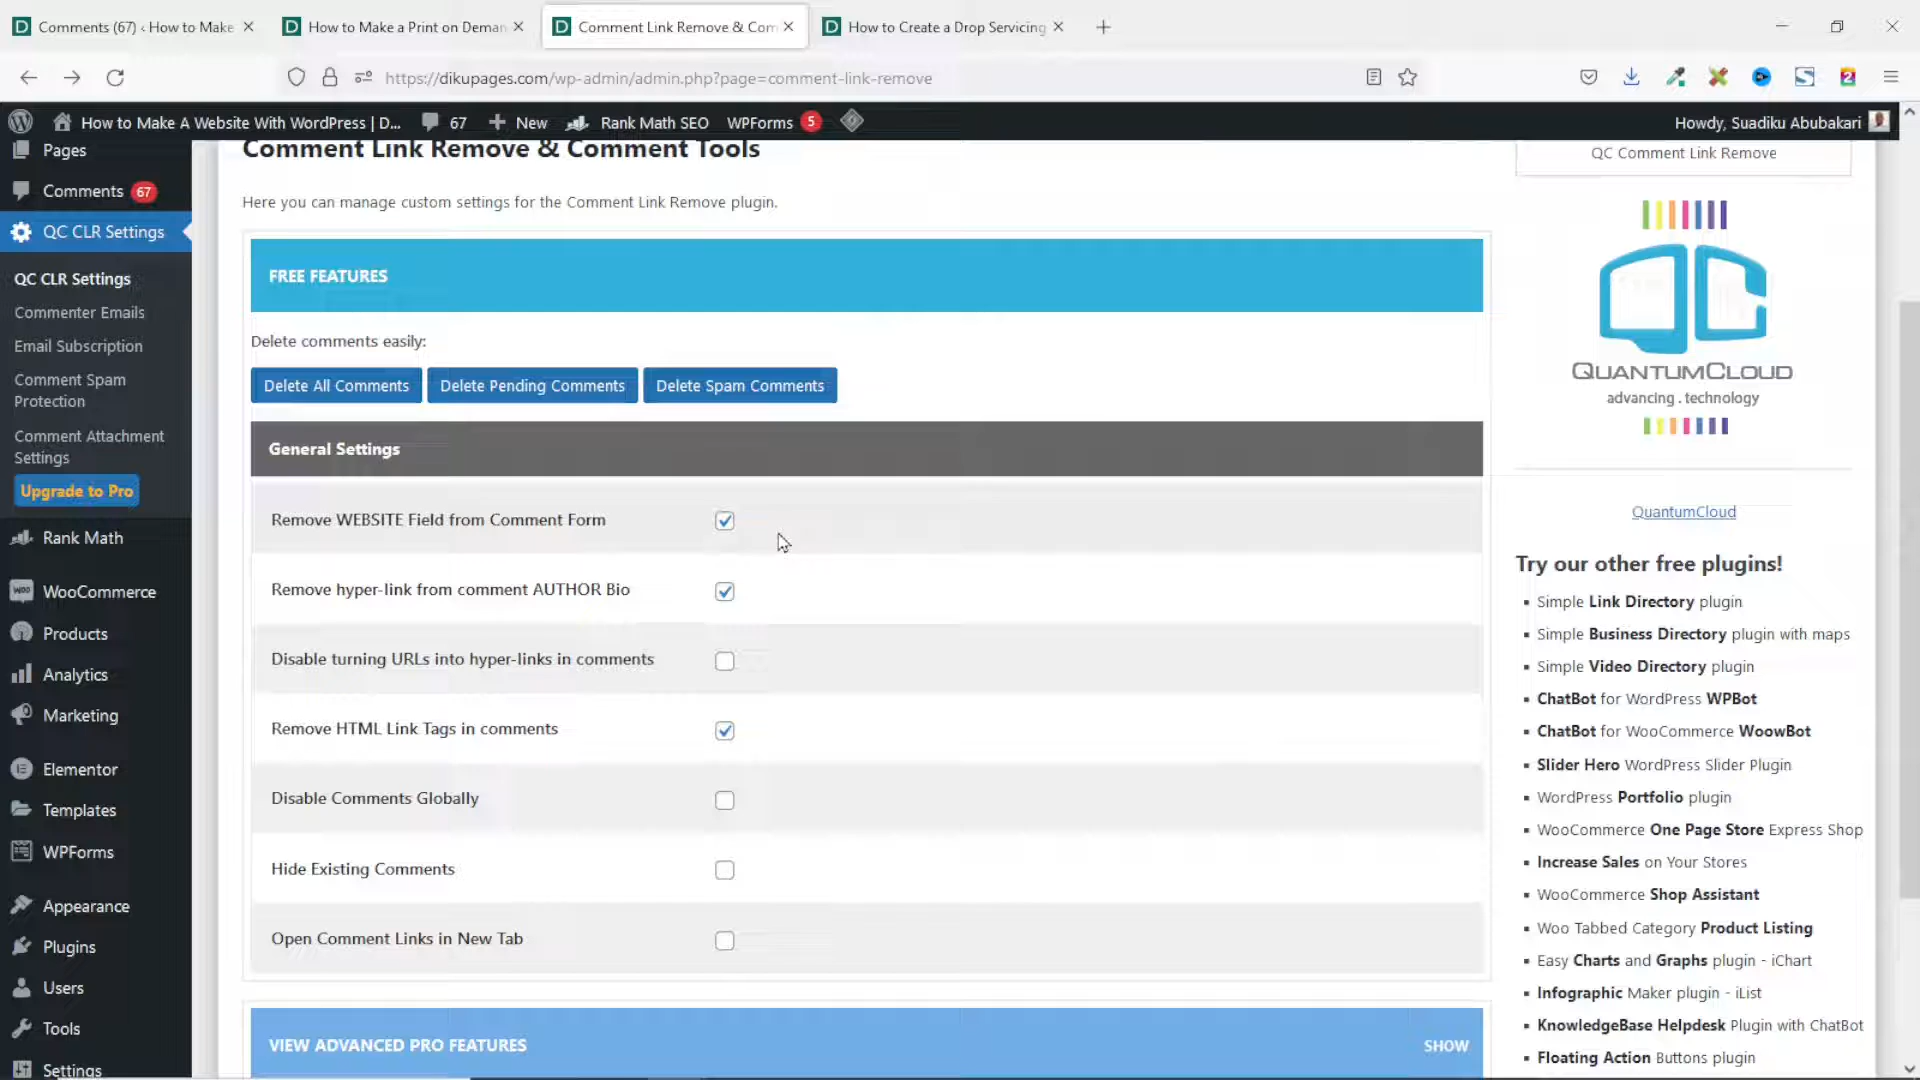 Comments (67) ‹ How to Make
How to Make a Print on Deman
Comment Link Remove & Com
How to Create a Drop Servicing
https://dikupages.com/wp-admin/admin.php?page=comment-link-remove
2
How to Make A Website With WordPress | D...
67
New
Rank Math SEO
WPForms
5
Howdy, Suadiku Abubakari
Pages
Comments 67
QC CLR Settings
QC CLR Settings
Commenter Emails
Email Subscription
Comment Spam
Protection
Comment Attachment
Settings
Upgrade to Pro
Rank Math
WooCommerce
Products
Analytics
Marketing
Elementor
Templates
WPForms
Appearance
Plugins
Users
Tools
Settings
Comment Link Remove & Comment Tools
Here you can manage custom settings for the Comment Link Remove plugin.
FREE FEATURES
Delete comments easily:
Delete All Comments
Delete Pending Comments
Delete Spam Comments
General Settings
Remove WEBSITE Field from Comment Form
Remove hyper-link from comment AUTHOR Bio
Disable turning URLs into hyper-links in comments
Remove HTML Link Tags in comments
Disable Comments Globally
Hide Existing Comments
Open Comment Links in New Tab
VIEW ADVANCED PRO FEATURES
SHOW
QC Comment Link Remove
QUANTUMCLOUD
advancing . technology
QuantumCloud
Try our other free plugins!
Simple Link Directory plugin
Simple Business Directory plugin with maps
Simple Video Directory plugin
ChatBot for WordPress WPBot
ChatBot for WooCommerce WoowBot
Slider Hero WordPress Slider Plugin
WordPress Portfolio plugin
WooCommerce One Page Store Express Shop
Increase Sales on Your Stores
WooCommerce Shop Assistant
Woo Tabbed Category Product Listing
Easy Charts and Graphs plugin - iChart
Infographic Maker plugin - iList
KnowledgeBase Helpdesk Plugin with ChatBot
Floating Action Buttons plugin